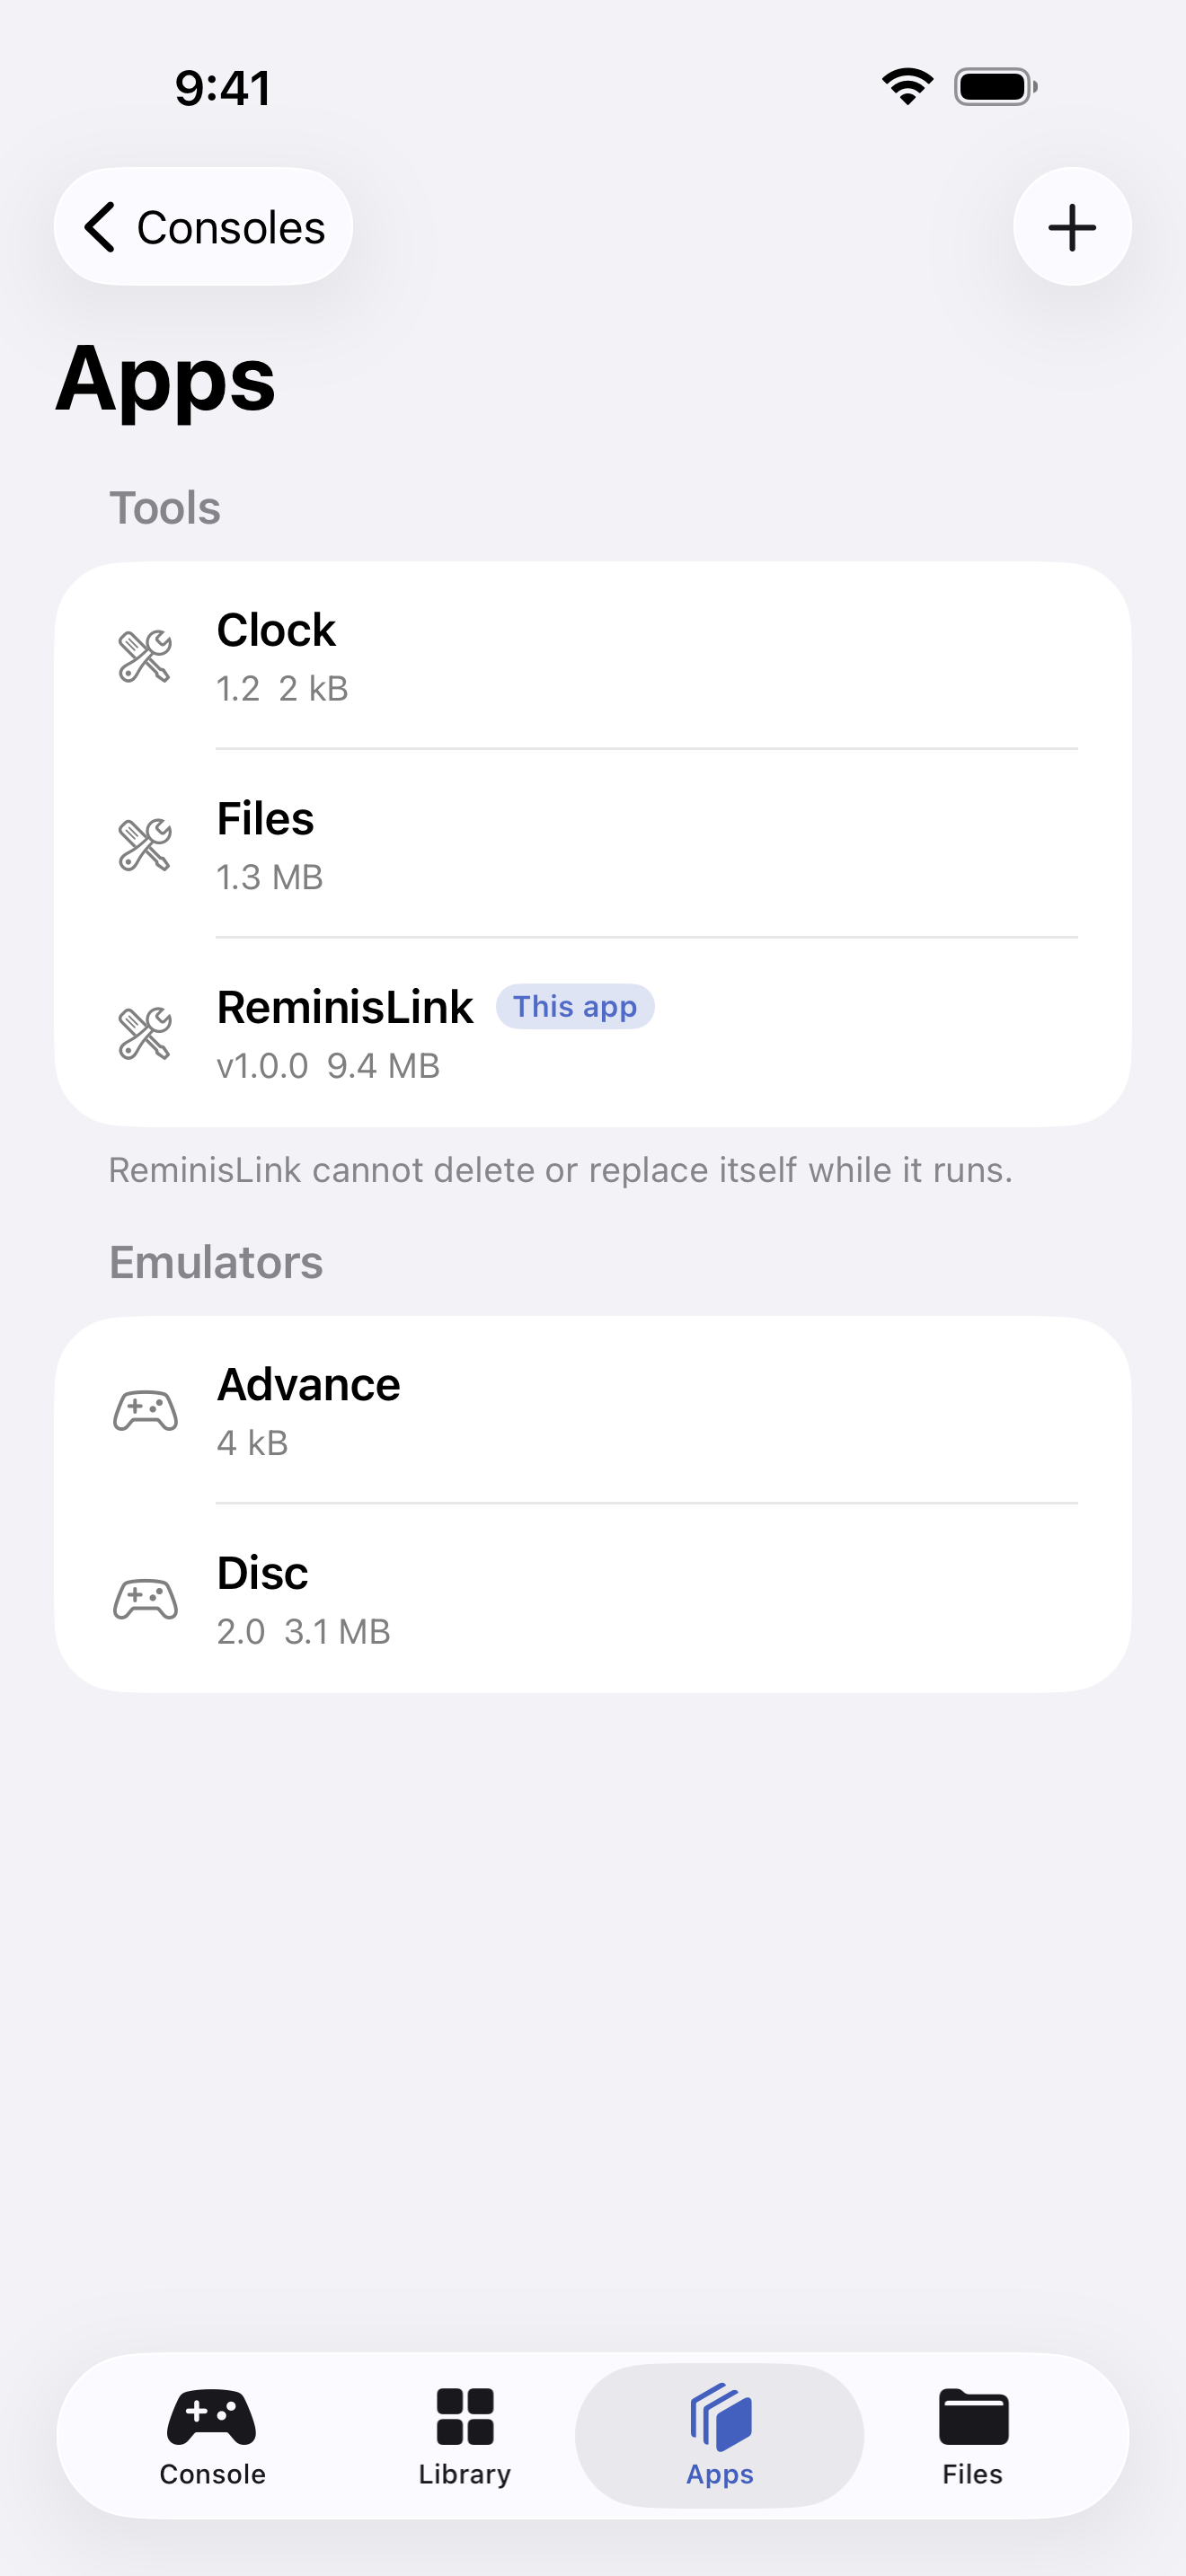 9:41
Consoles
Apps
Tools
Clock
1.2 2 kB
Files
1.3 MB
ReminisLink This app
v1.0.0 9.4 MB
ReminisLink cannot delete or replace itself while it runs.
Emulators
Advance
4 kB
Disc
2.0 3.1 MB
Console Library Apps Files